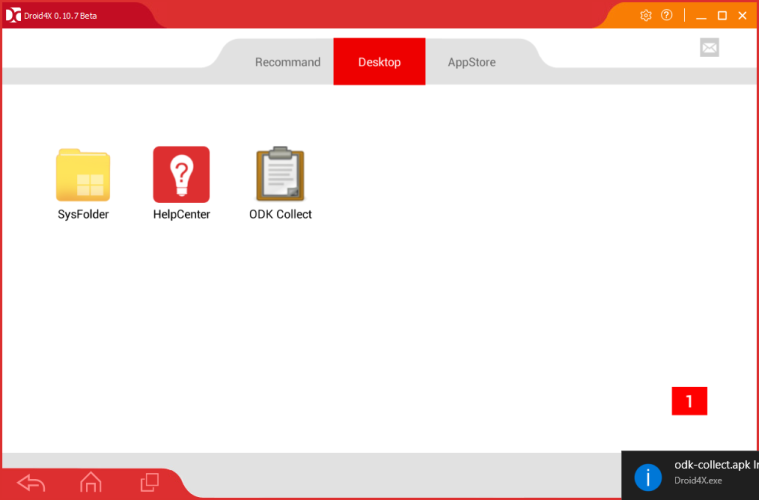 Droid4X 0.10.7 Beta
Recommand
Desktop
AppStore
SysFolder
HelpCenter
ODK Collect
1
odk-collect.apk
Droid4X.exe